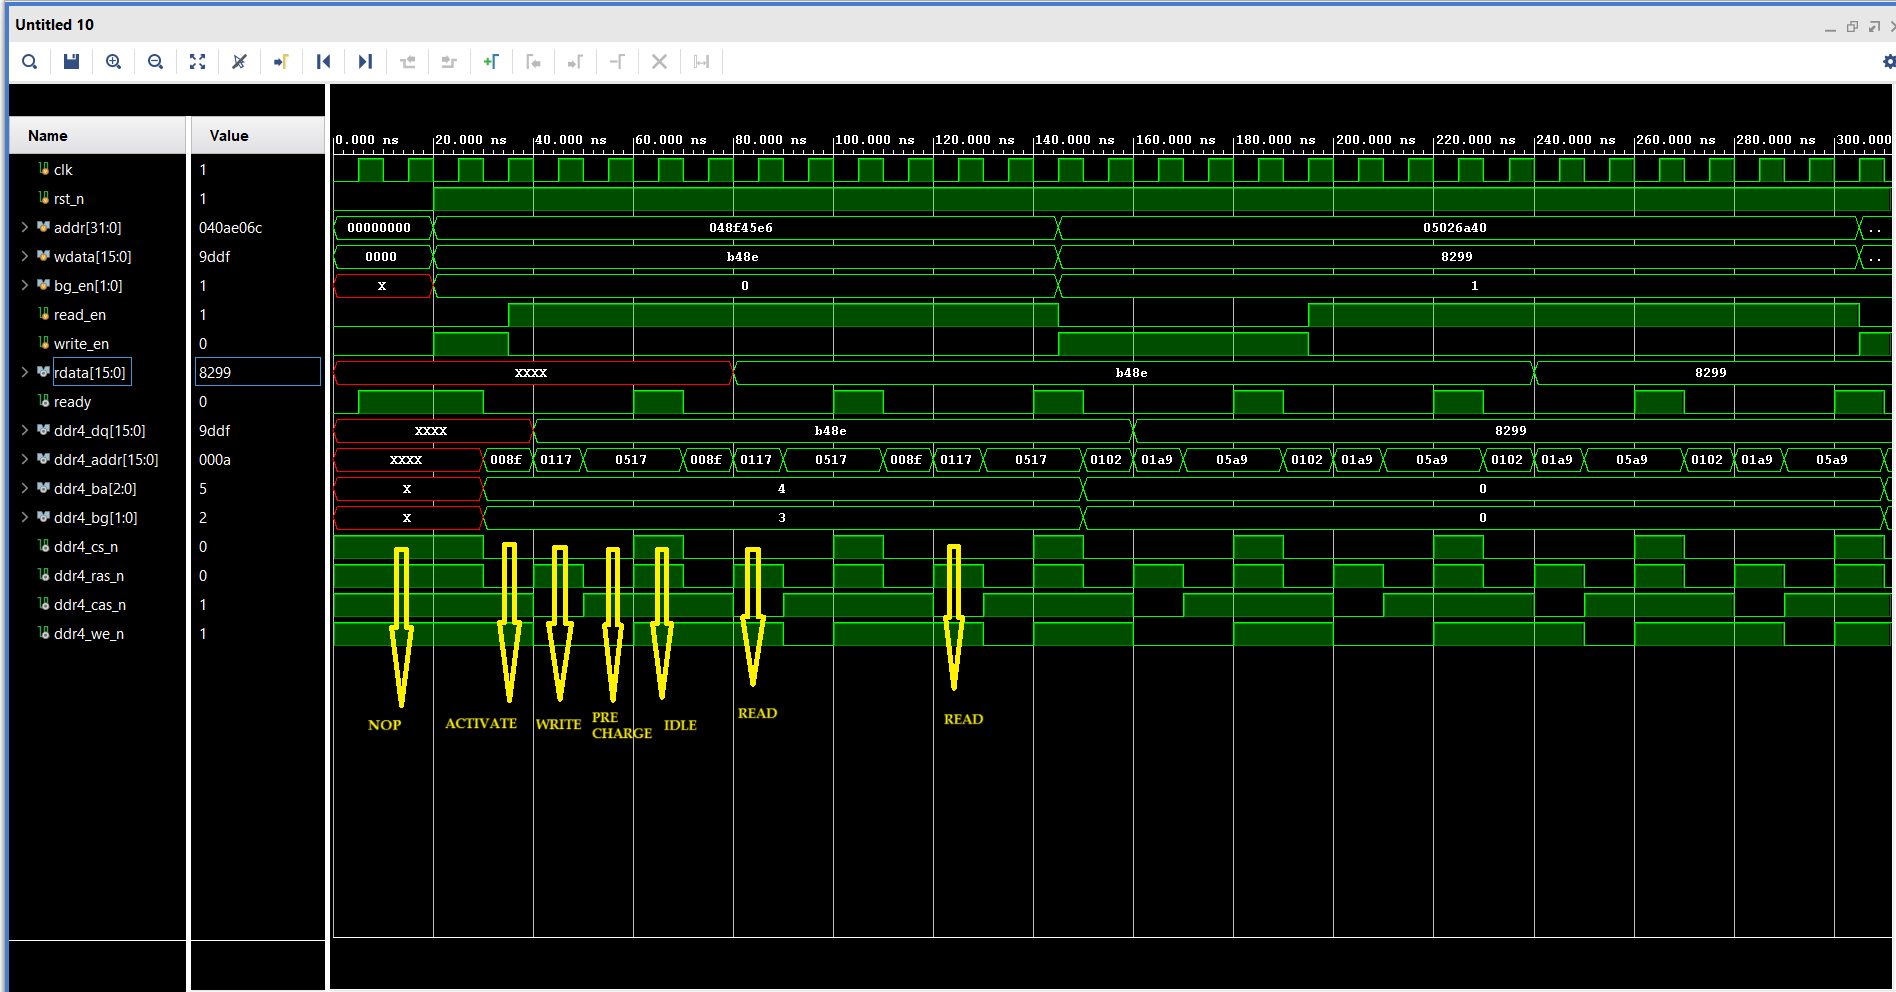 Untitled 10
Name Value
0.000 ns 20.000 ns 40.000 ns 60.000 ns 80.000 ns 100.000 ns 120.000 ns 140.000 ns 160.000 ns 180.000 ns 200.000 ns 220.000 ns 240.000 ns 260.000 ns 280.000 ns 300.000
clk 1
rst_n 1
addr[31:0] 040ae06c 00000000 048f45e6 05026a40 ..
wdata[15:0] 9ddf 0000 b48e 8299 ..
bg_en[1:0] 1 X 0 1
read_en 1
write_en 0
rdata[15:0] 8299 XXXX b48e 8299
ready 0
ddr4_dq[15:0] 9ddf XXXX b48e 8299
ddr4_addr[15:0] 000a XXXX 008f 0117 0517 008f 0117 0517 008f 0117 0517 0102 01a9 05a9 0102 01a9 05a9 0102 01a9 05a9 0102 01a9 05a9
ddr4_ba[2:0] 5 X 4 0
ddr4_bg[1:0] 2 X 3 0
ddr4_cs_n 0
ddr4_ras_n 0
ddr4_cas_n 1
ddr4_we_n 1
NOP ACTIVATE WRITE PRE CHARGE IDLE READ READ